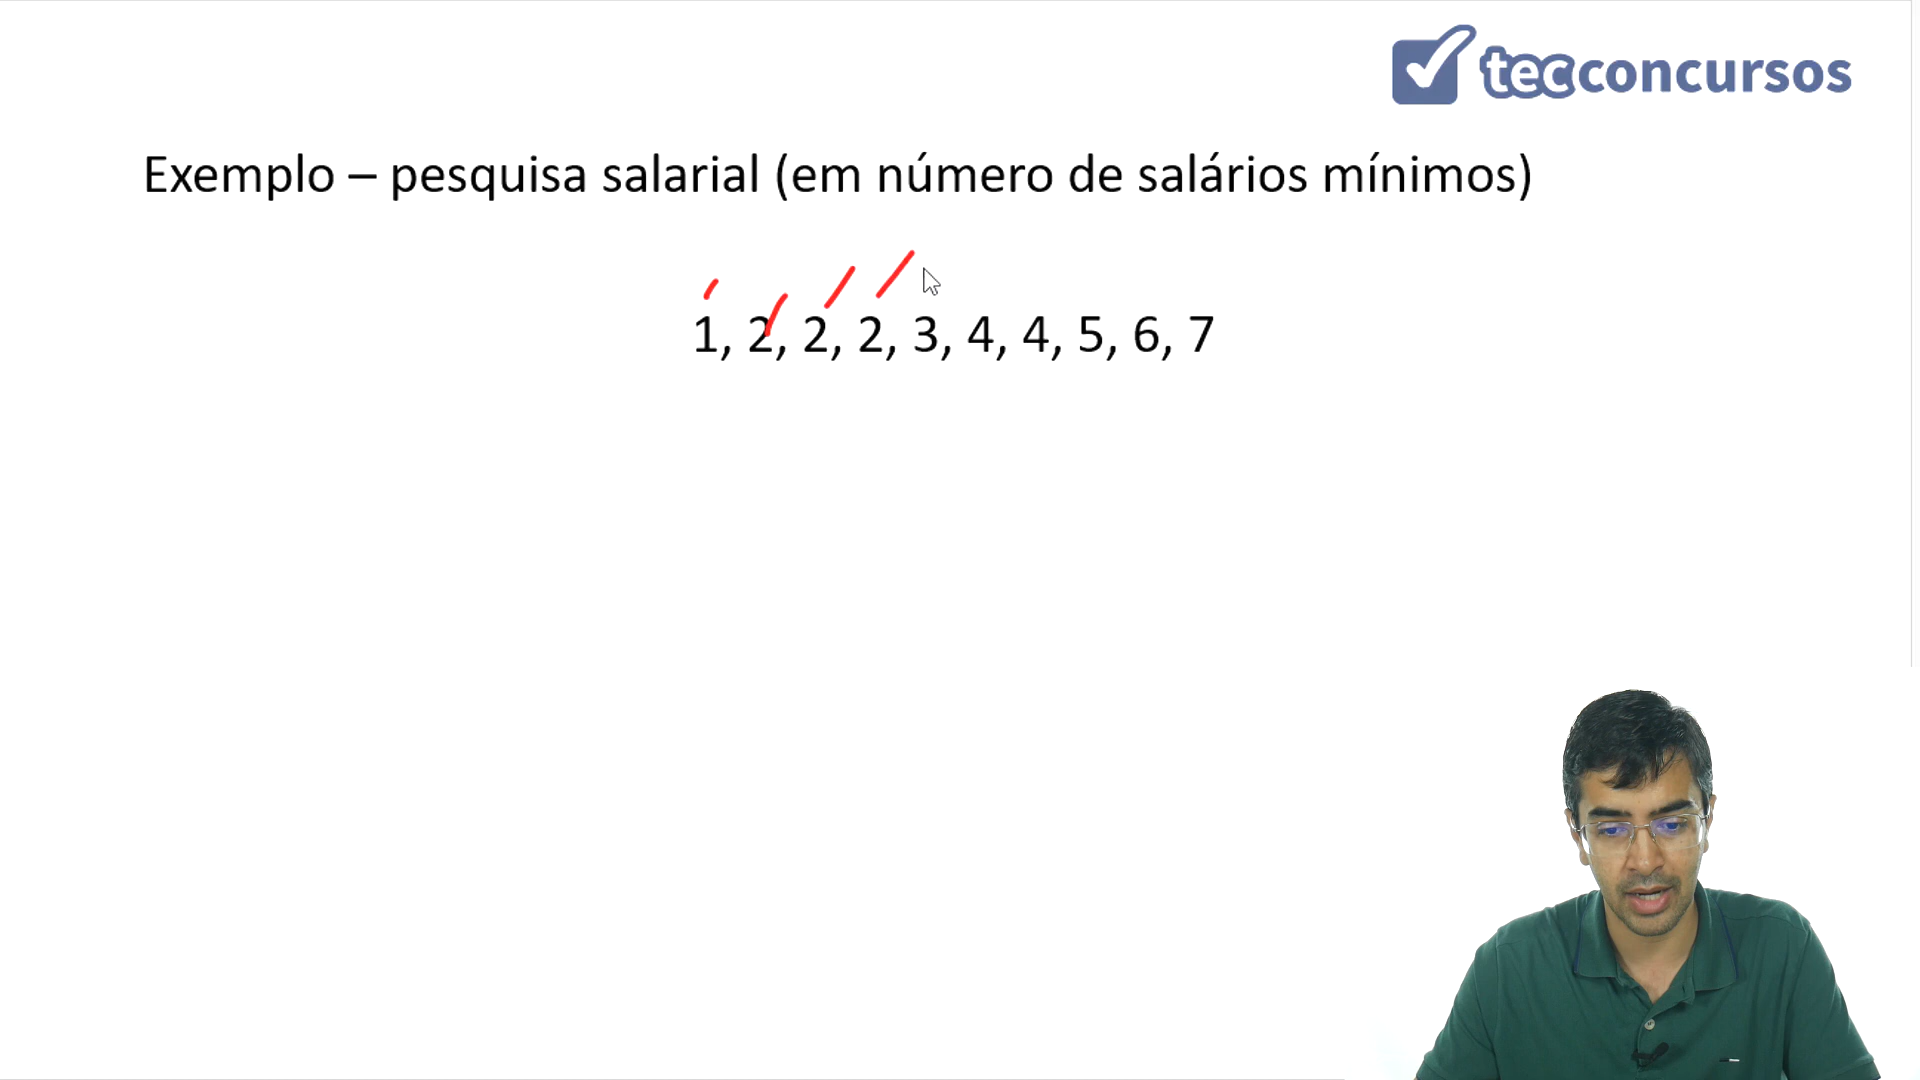 tecconcursos
Exemplo – pesquisa salarial (em número de salários mínimos)
1, 2, 2, 2, 3, 4, 4, 5, 6, 7